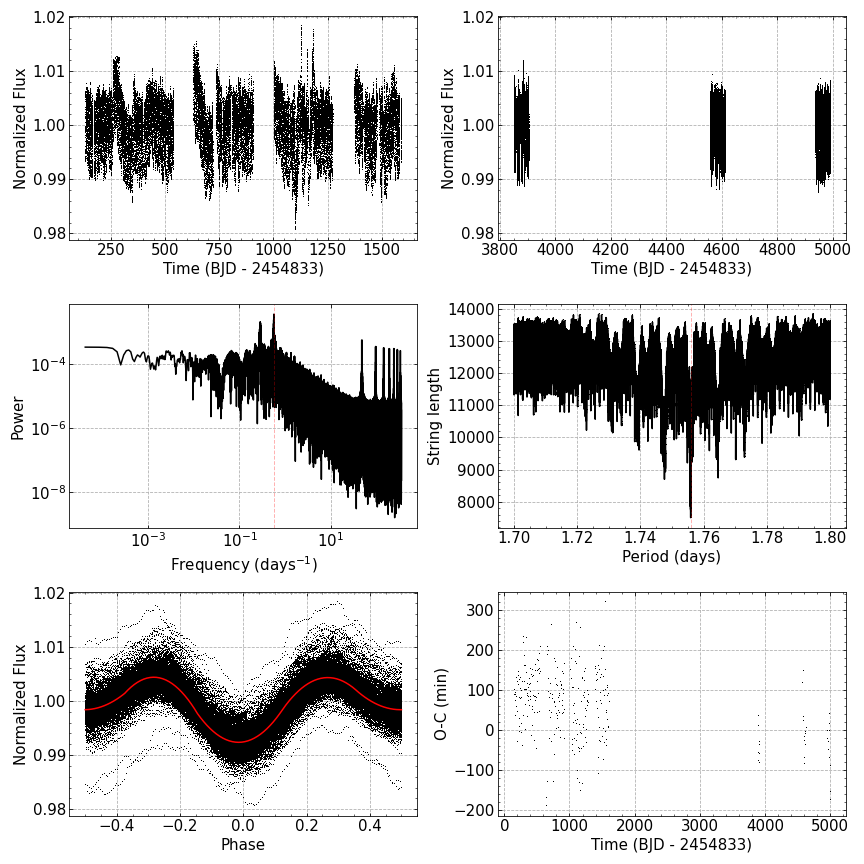 1.02
1.01
1.00
0.99
0.98
Normalized Flux
250 500 750 1000 1250 1500
Time (BJD - 2454833)
1.02
1.01
1.00
0.99
0.98
Normalized Flux
3800 4000 4200 4400 4600 4800 5000
Time (BJD - 2454833)
10⁻⁴
10⁻⁶
10⁻⁸
Power
10⁻³ 10⁻¹ 10¹
Frequency (days⁻¹)
14000
13000
12000
11000
10000
9000
8000
String length
1.70 1.72 1.74 1.76 1.78 1.80
Period (days)
1.02
1.01
1.00
0.99
0.98
Normalized Flux
−0.4 −0.2 0.0 0.2 0.4
Phase
300
200
100
0
−100
−200
O-C (min)
0 1000 2000 3000 4000 5000
Time (BJD - 2454833)